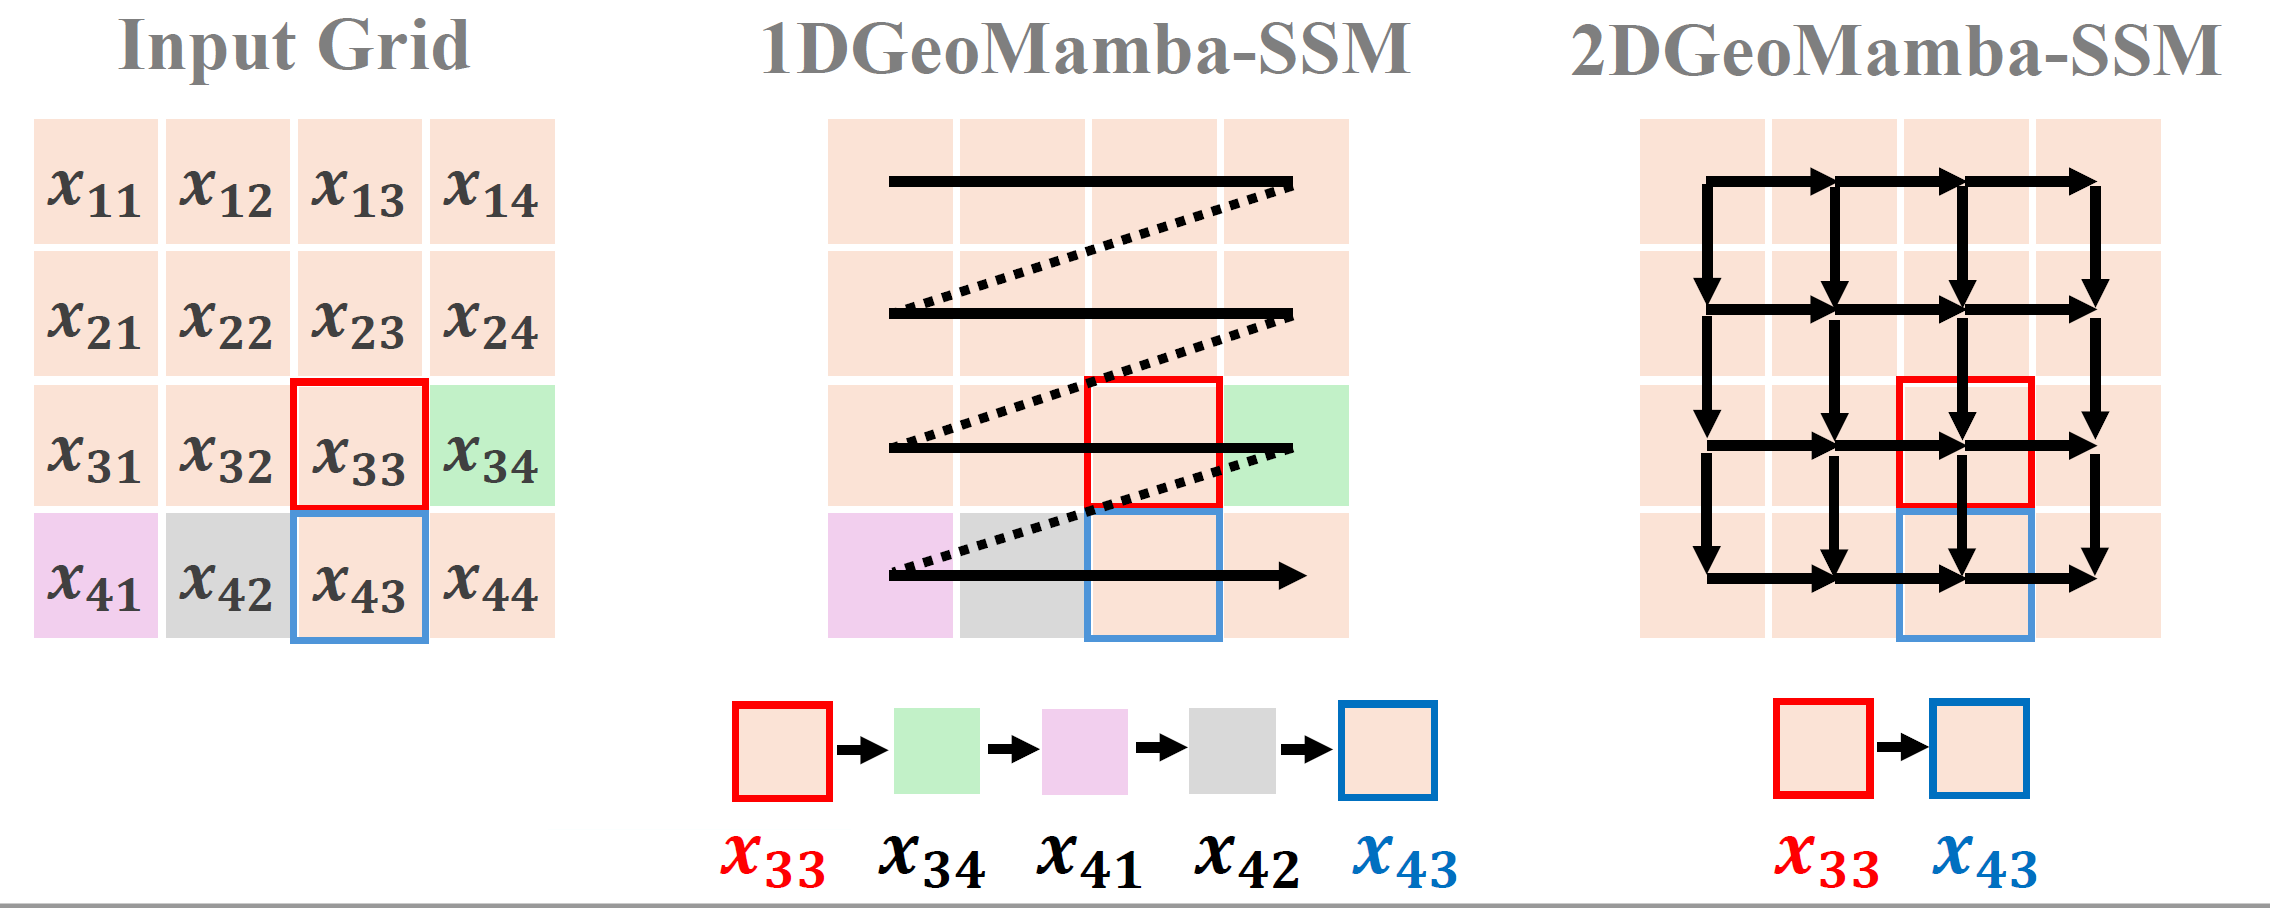 Input Grid
1DGeoMamba-SSM
2DGeoMamba-SSM
x11 x12 x13 x14
x21 x22 x23 x24
x31 x32 x33 x34
x41 x42 x43 x44
x33 x34 x41 x42 x43
x33 x43